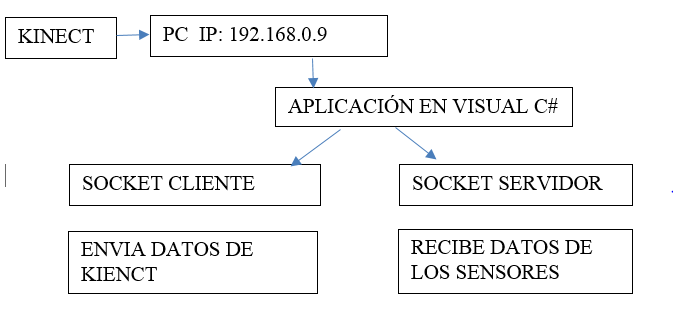 KINECT
PC IP: 192.168.0.9
APLICACIÓN EN VISUAL C#
SOCKET CLIENTE
SOCKET SERVIDOR
ENVIA DATOS DE
KIENCT
RECIBE DATOS DE
LOS SENSORES